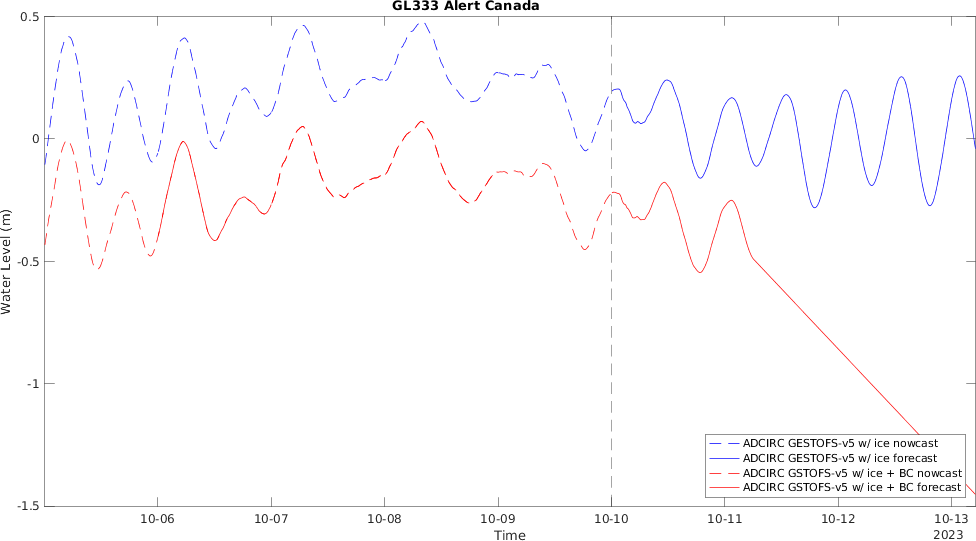 GL333 Alert Canada
0.5
0
-0.5
-1
-1.5
Water Level (m)
10-06 10-07 10-08 10-09 10-10 10-11 10-12 10-13
Time
2023
ADCIRC GESTOFS-v5 w/ ice nowcast
ADCIRC GESTOFS-v5 w/ ice forecast
ADCIRC GSTOFS-v5 w/ ice + BC nowcast
ADCIRC GSTOFS-v5 w/ ice + BC forecast